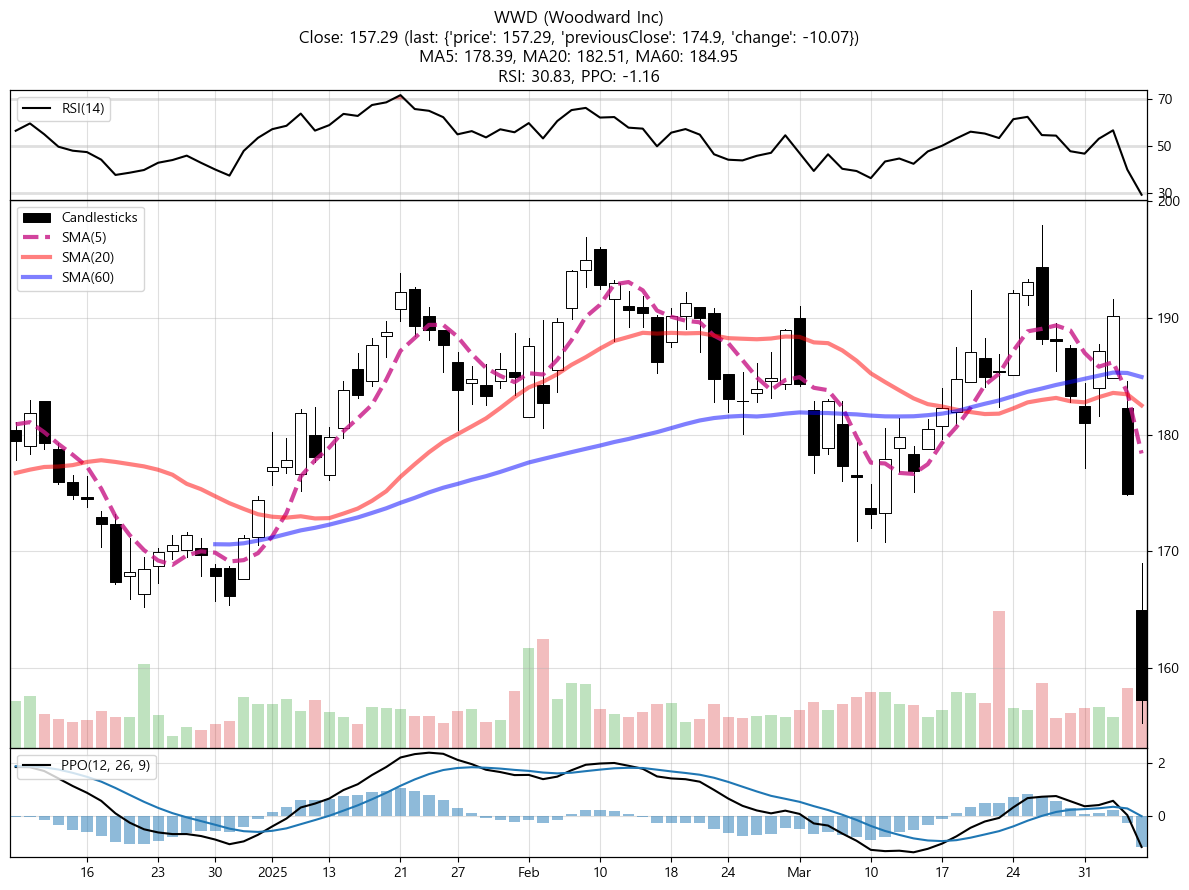 WWD (Woodward Inc)
Close: 157.29 (last: {'price': 157.29, 'previousClose': 174.9, 'change': -10.07})
MA5: 178.39, MA20: 182.51, MA60: 184.95
RSI: 30.83, PPO: -1.16
RSI(14)
70
50
30
200
Candlesticks
SMA(5)
SMA(20)
SMA(60)
190
180
170
160
PPO(12, 26, 9)
2
0
16 23 30 2025 13 21 27 Feb 10 18 24 Mar 10 17 24 31